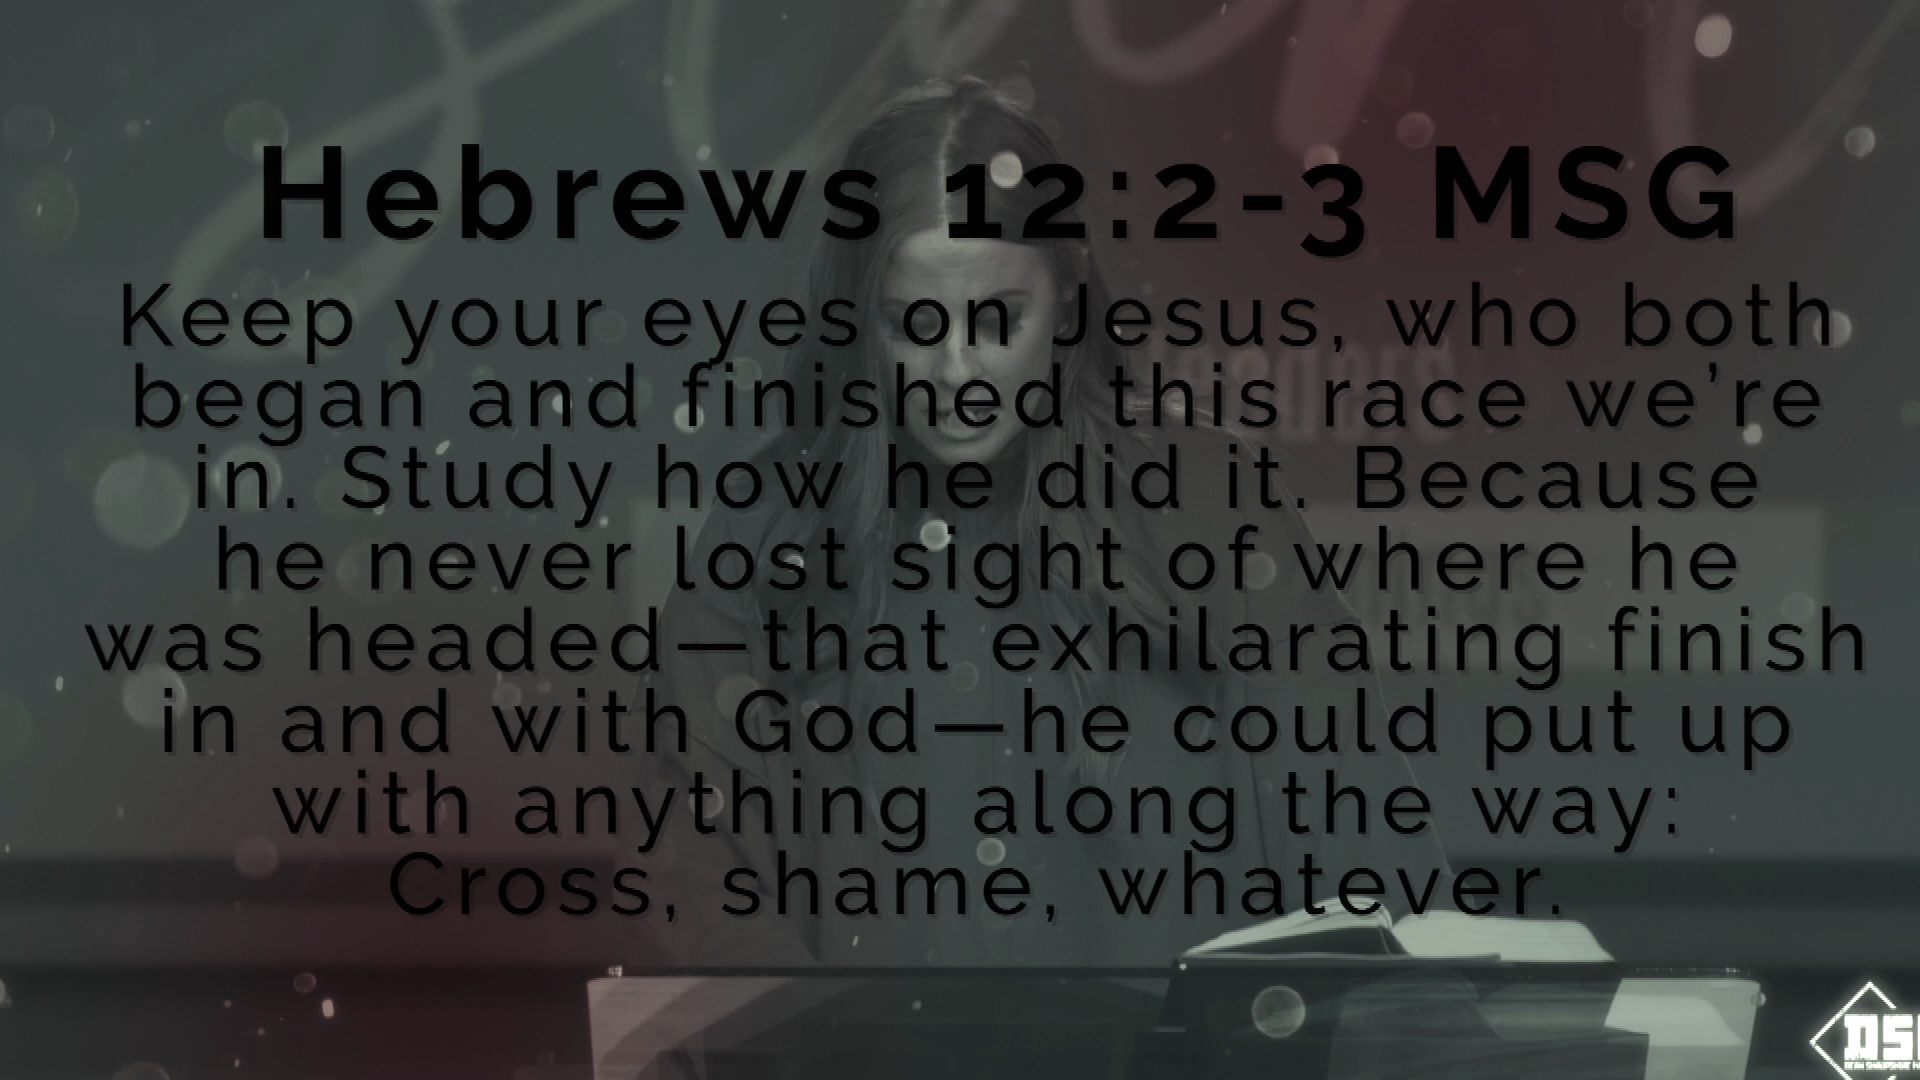 Hebrews 12:2-3 MSG
Keep your eyes on Jesus, who both
began and finished this race we’re
in. Study how he did it. Because
he never lost sight of where he
was headed—that exhilarating finish
in and with God—he could put up
with anything along the way:
Cross, shame, whatever.